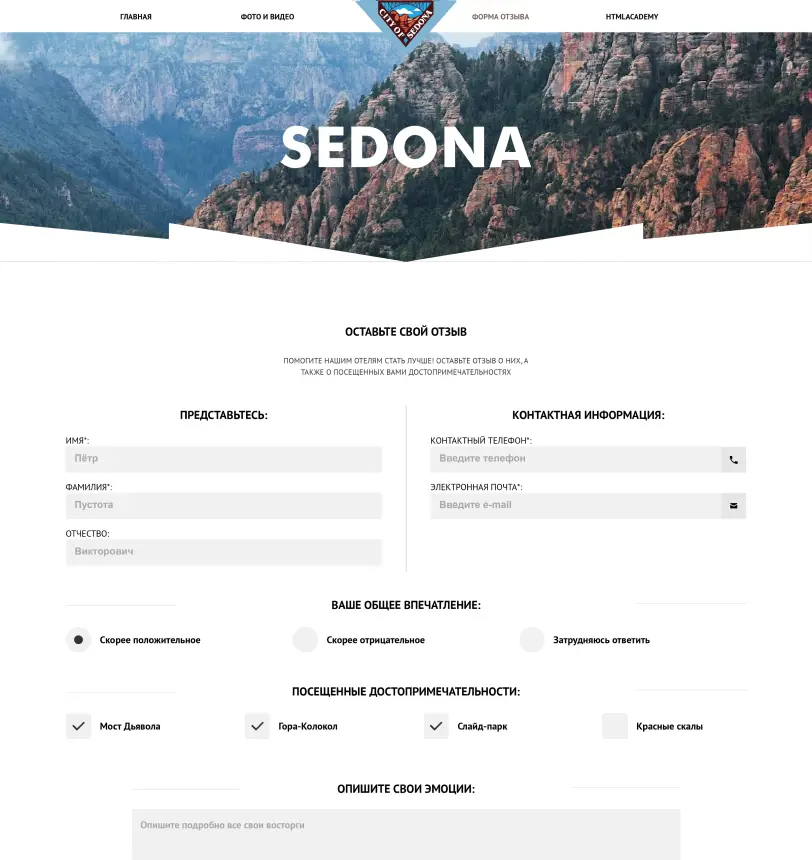 ГЛАВНАЯ
ФОТО И ВИДЕО
CITY OF SEDONA
ФОРМА ОТЗЫВА
HTMLACADEMY
SEDONA
ОСТАВЬТЕ СВОЙ ОТЗЫВ
ПОМОГИТЕ НАШИМ ОТЕЛЯМ СТАТЬ ЛУЧШЕ! ОСТАВЬТЕ ОТЗЫВ О НИХ, А
ТАКЖЕ О ПОСЕЩЕННЫХ ВАМИ ДОСТОПРИМЕЧАТЕЛЬНОСТЯХ
ПРЕДСТАВЬТЕСЬ:
ИМЯ*:
Пётр
ФАМИЛИЯ*:
Пустота
ОТЧЕСТВО:
Викторович
КОНТАКТНАЯ ИНФОРМАЦИЯ:
КОНТАКТНЫЙ ТЕЛЕФОН*:
Введите телефон
ЭЛЕКТРОННАЯ ПОЧТА*:
Введите e-mail
ВАШЕ ОБЩЕЕ ВПЕЧАТЛЕНИЕ:
Скорее положительное
Скорее отрицательное
Затрудняюсь ответить
ПОСЕЩЕННЫЕ ДОСТОПРИМЕЧАТЕЛЬНОСТИ:
Мост Дьявола
Гора-Колокол
Слайд-парк
Красные скалы
ОПИШИТЕ СВОИ ЭМОЦИИ:
Опишите подробно все свои восторги